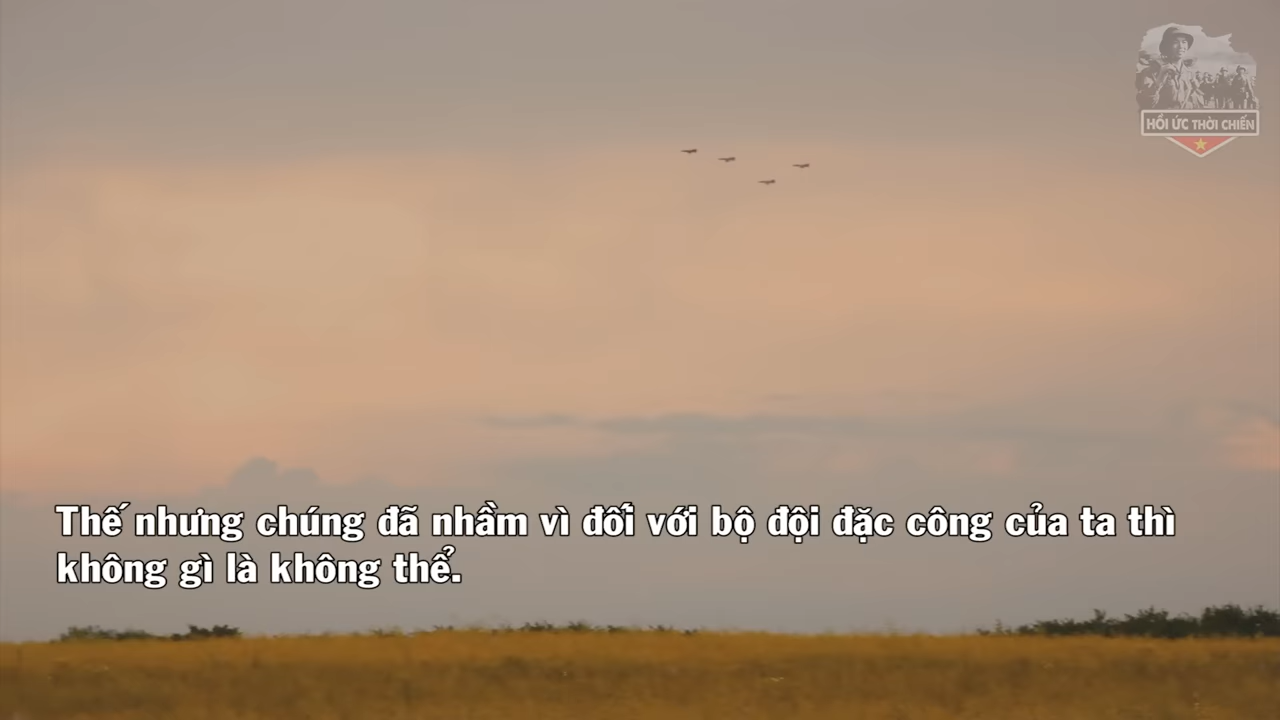 HỒI ỨC THỜI CHIẾN
Thế nhưng chúng đã nhầm vì đối với bộ đội đặc công của ta thì
không gì là không thể.